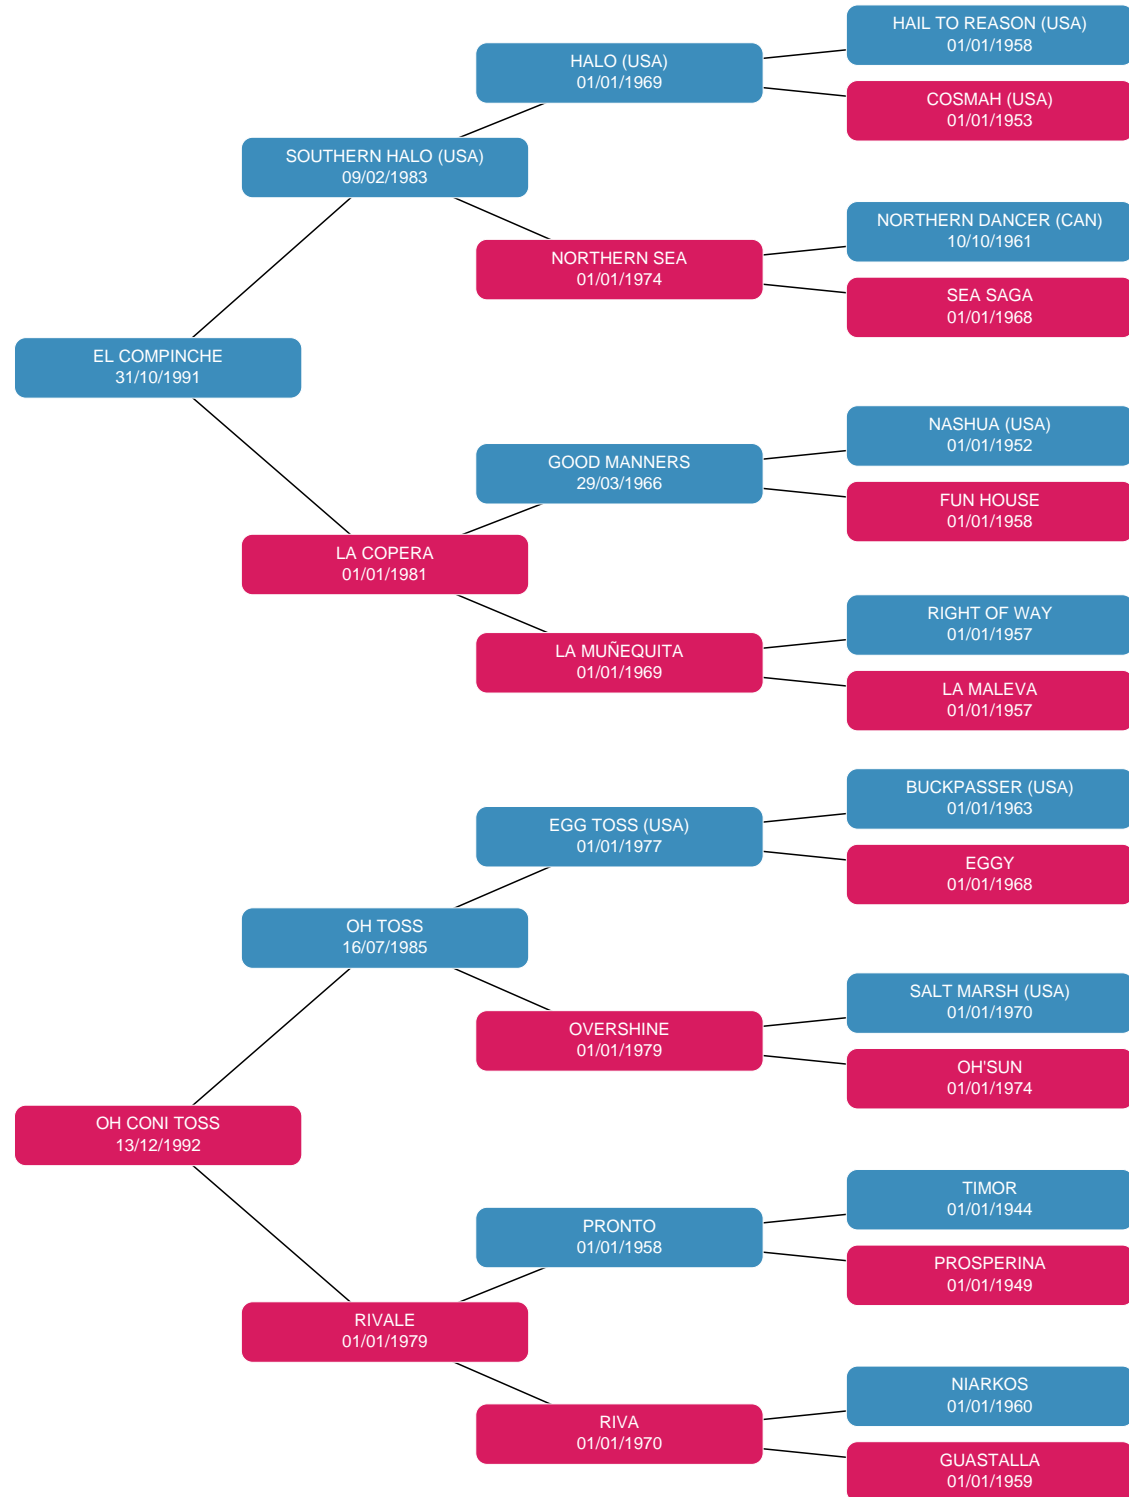 HAIL TO REASON (USA)
01/01/1958
HALO (USA)
01/01/1969
COSMAH (USA)
01/01/1953
SOUTHERN HALO (USA)
09/02/1983
NORTHERN DANCER (CAN)
10/10/1961
NORTHERN SEA
01/01/1974
SEA SAGA
01/01/1968
EL COMPINCHE
31/10/1991
NASHUA (USA)
01/01/1952
GOOD MANNERS
29/03/1966
FUN HOUSE
01/01/1958
LA COPERA
01/01/1981
RIGHT OF WAY
01/01/1957
LA MUÑEQUITA
01/01/1969
LA MALEVA
01/01/1957
BUCKPASSER (USA)
01/01/1963
EGG TOSS (USA)
01/01/1977
EGGY
01/01/1968
OH TOSS
16/07/1985
SALT MARSH (USA)
01/01/1970
OVERSHINE
01/01/1979
OH'SUN
01/01/1974
OH CONI TOSS
13/12/1992
TIMOR
01/01/1944
PRONTO
01/01/1958
PROSPERINA
01/01/1949
RIVALE
01/01/1979
NIARKOS
01/01/1960
RIVA
01/01/1970
GUASTALLA
01/01/1959